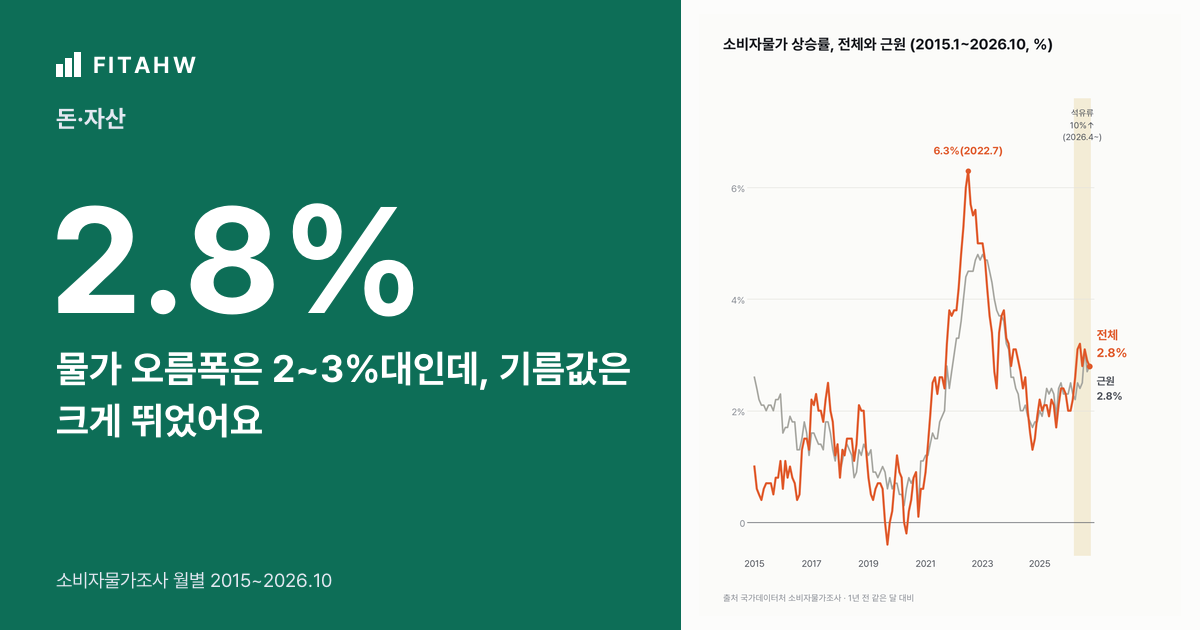 FITAHW
돈·자산
2.8%
물가 오름폭은 2~3%대인데, 기름값은
크게 뛰었어요
소비자물가조사 월별 2015~2026.10
소비자물가 상승률, 전체와 근원 (2015.1~2026.10, %)
석유류
10%↑
(2026.4~)
6.3%(2022.7)
6%
4%
전체
2.8%
근원
2.8%
2%
0
2015 2017 2019 2021 2023 2025
출처 국가데이터처 소비자물가조사 · 1년 전 같은 달 대비